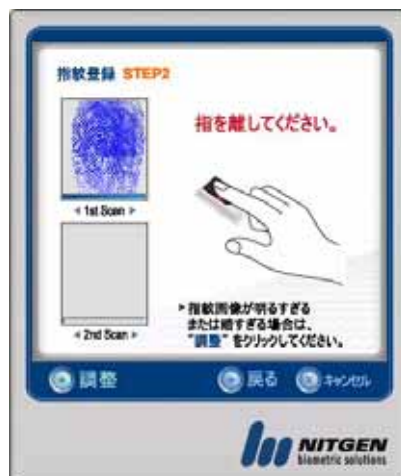 指紋登録 STEP2
指を離してください。
◀ 1st Scan ▶
◀ 2nd Scan ▶
▶指紋画像が明るすぎる
または暗すぎる場合は、
"調整" をクリックしてください。
調整
戻る
キャンセル
NITGEN
biometric solutions